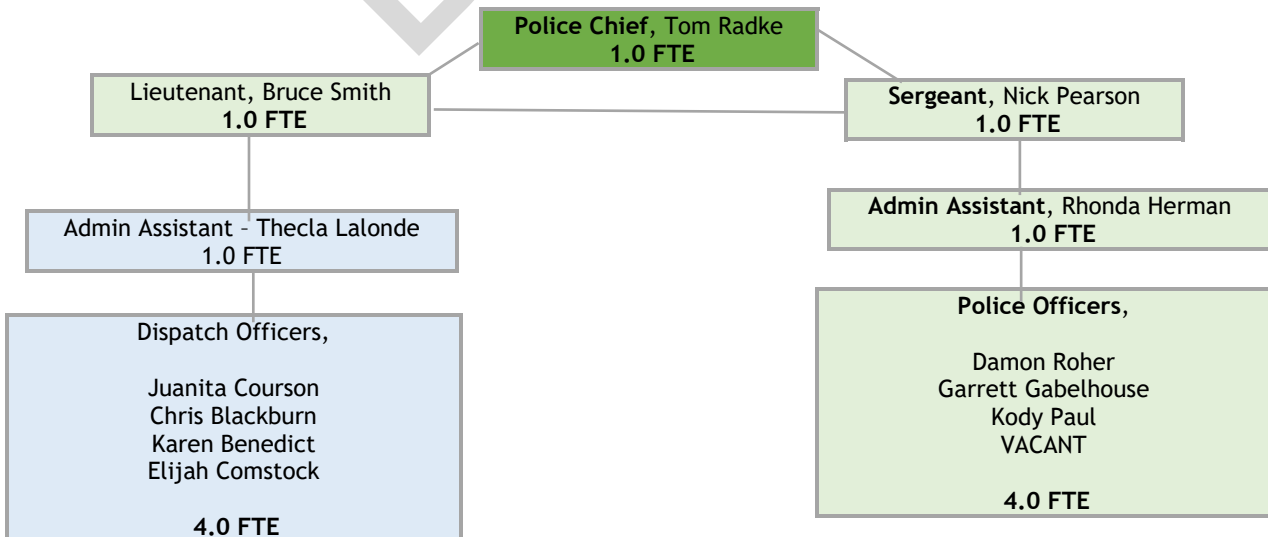 Police Chief, Tom Radke
1.0 FTE
Lieutenant, Bruce Smith
1.0 FTE
Sergeant, Nick Pearson
1.0 FTE
Admin Assistant – Thecla Lalonde
1.0 FTE
Admin Assistant, Rhonda Herman
1.0 FTE
Dispatch Officers,
Juanita Courson
Chris Blackburn
Karen Benedict
Elijah Comstock
4.0 FTE
Police Officers,
Damon Roher
Garrett Gabelhouse
Kody Paul
VACANT
4.0 FTE